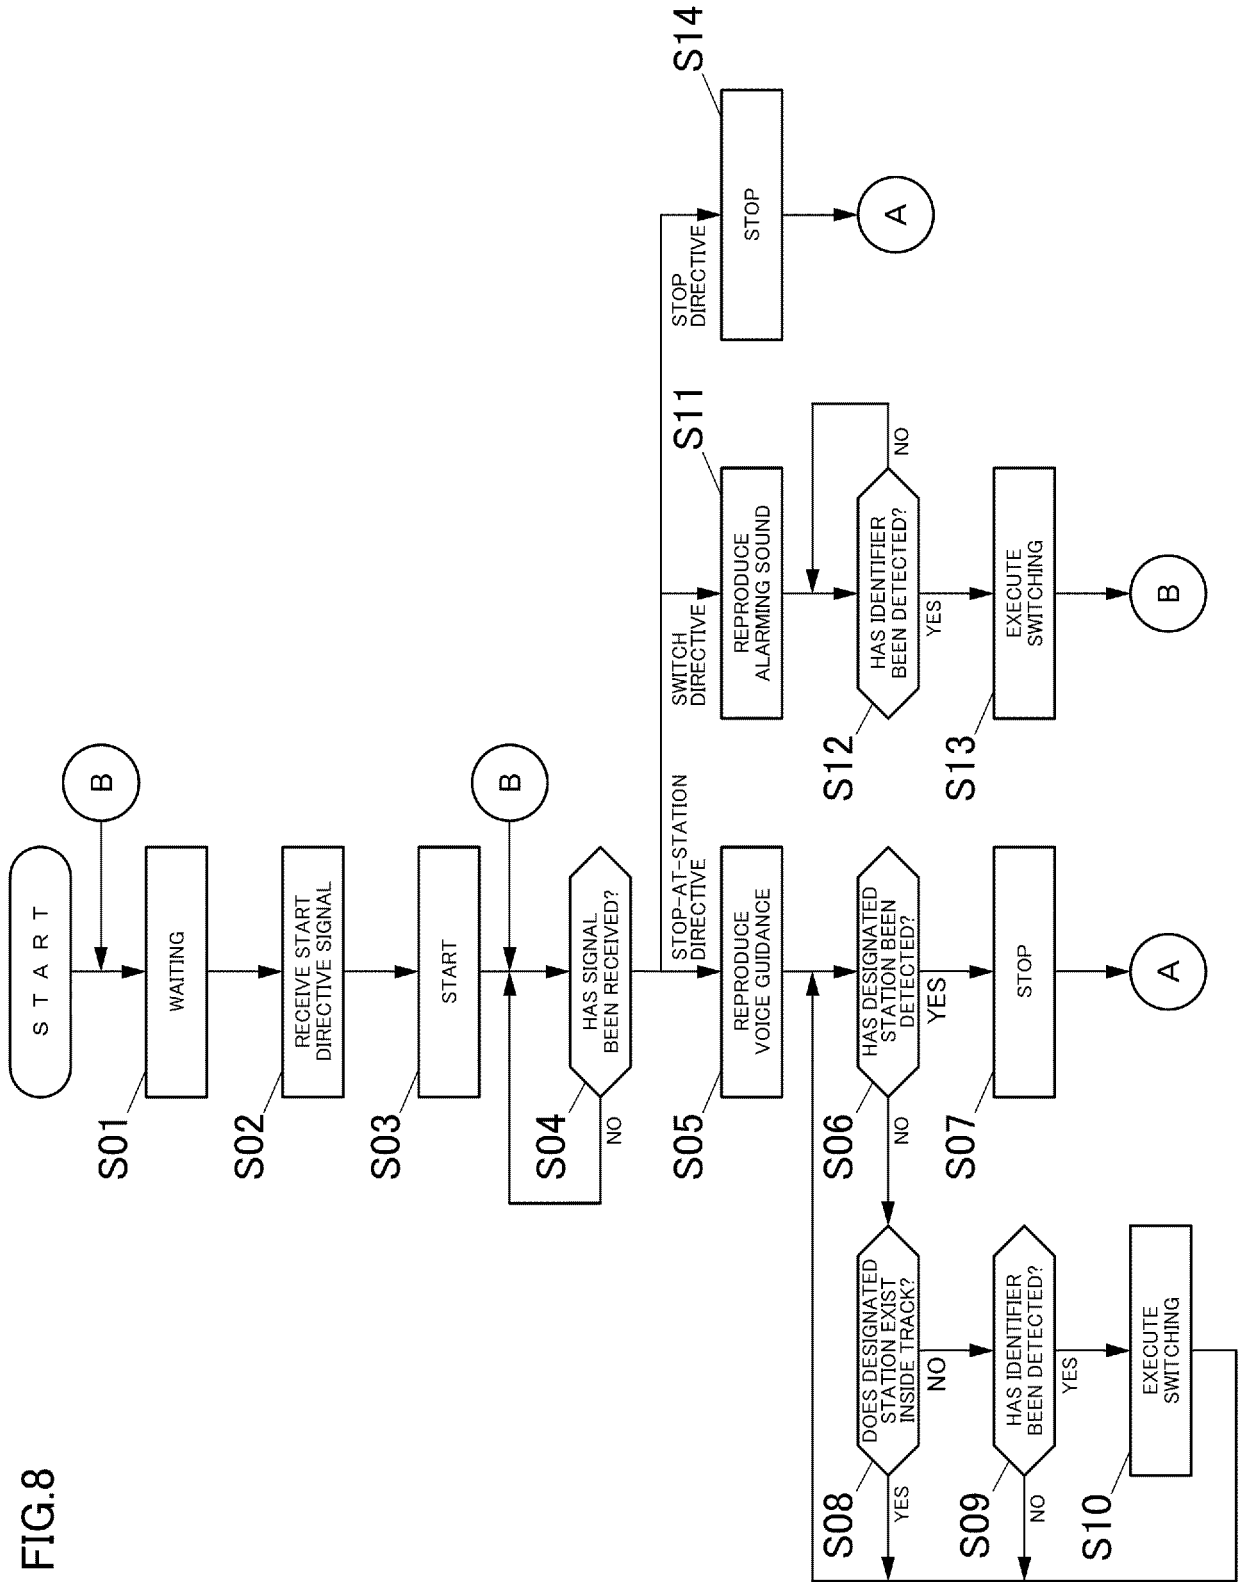 FIG.8
START
B
S01
WAITING
S02
RECEIVE START
DIRECTIVE SIGNAL
S03
START
B
S04
HAS SIGNAL
BEEN RECEIVED?
NO
STOP-AT-STATION
DIRECTIVE
SWITCH
DIRECTIVE
STOP
DIRECTIVE
S05
REPRODUCE
VOICE GUIDANCE
S11
REPRODUCE
ALARMING SOUND
S14
STOP
A
S06
HAS DESIGNATED
STATION BEEN
DETECTED?
NO
YES
S07
STOP
A
S08
DOES DESIGNATED
STATION EXIST
INSIDE TRACK?
YES
NO
S09
HAS IDENTIFIER
BEEN DETECTED?
NO
YES
S10
EXECUTE
SWITCHING
S12
HAS IDENTIFIER
BEEN DETECTED?
NO
YES
S13
EXECUTE
SWITCHING
B